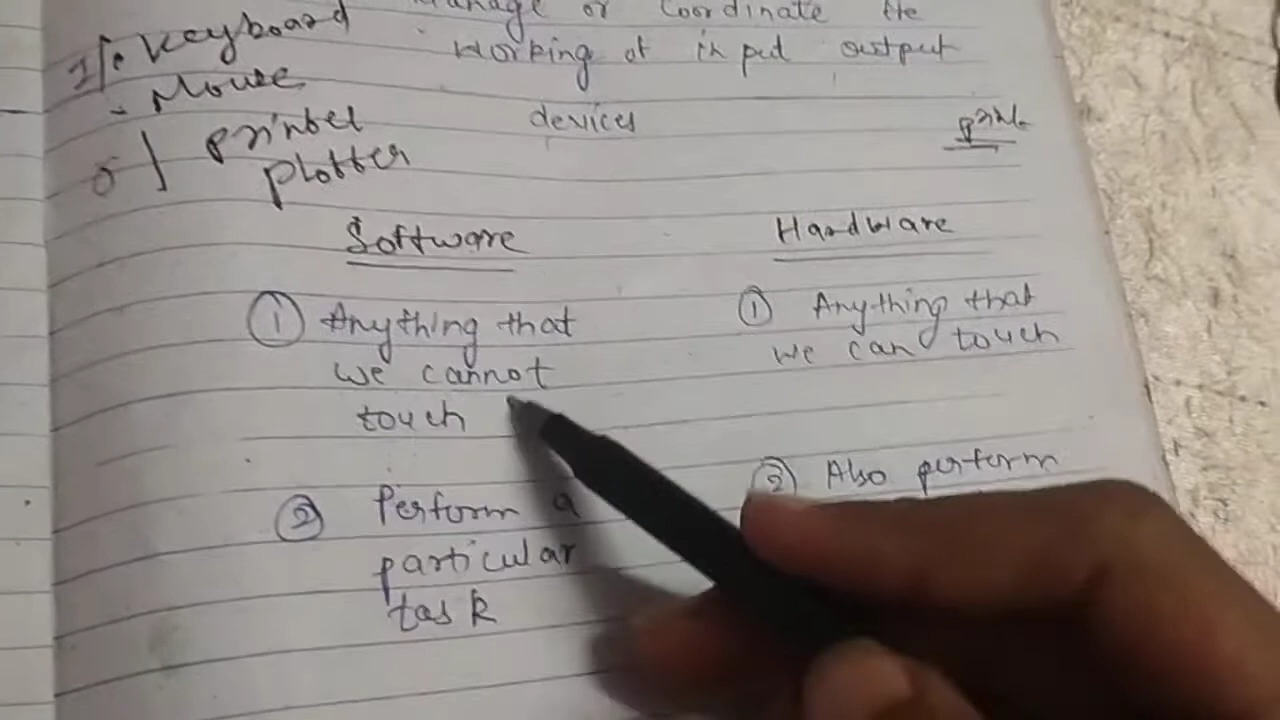 Manage or Coordinate the
I/P Keyboard
working of input output
- Mouse
devices
Printer
O
plotter
Software
Hardware
① Anything that
we cannot
touch
① Anything that
we can touch
② Perform a
particular
task
② Also perform